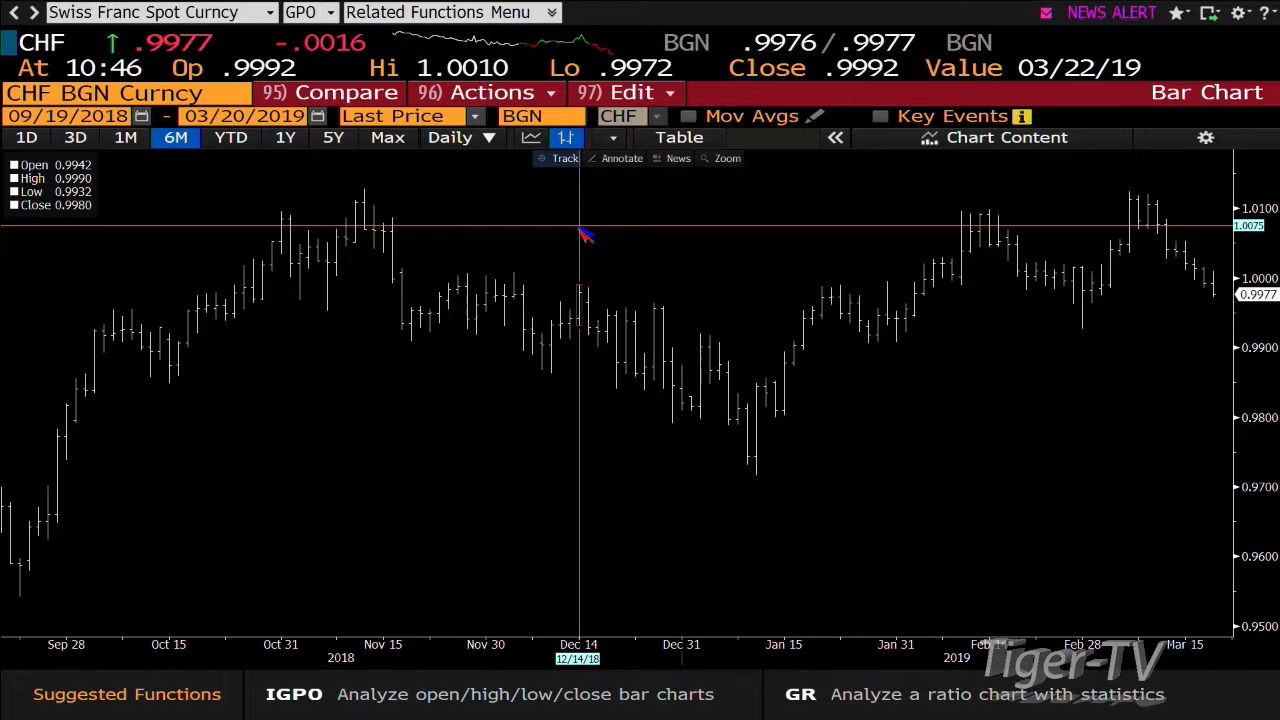 Swiss Franc Spot Curncy GPO Related Functions Menu NEWS ALERT ?
CHF ↑ .9977 -.0016 BGN .9976/.9977 BGN
At 10:46 Op .9992 Hi 1.0010 Lo .9972 Close .9992 Value 03/22/19
CHF BGN Curncy 95) Compare 96) Actions 97) Edit Bar Chart
09/19/2018 - 03/20/2019 Last Price BGN CHF Mov Avgs Key Events i
1D 3D 1M 6M YTD 1Y 5Y Max Daily ▼ Table « Chart Content
Track Annotate News Zoom
Open 0.9942
High 0.9990
Low 0.9932
Close 0.9980
1.0100
1.0075
1.0000
0.9977
0.9900
0.9800
0.9700
0.9600
0.9500
Sep 28 Oct 15 Oct 31 Nov 15 Nov 30 Dec 14 Dec 31 Jan 15 Jan 31 Feb 14 Feb 28 Mar 15
2018 12/14/18 2019
Tiger-TV
Suggested Functions IGPO Analyze open/high/low/close bar charts GR Analyze a ratio chart with statistics